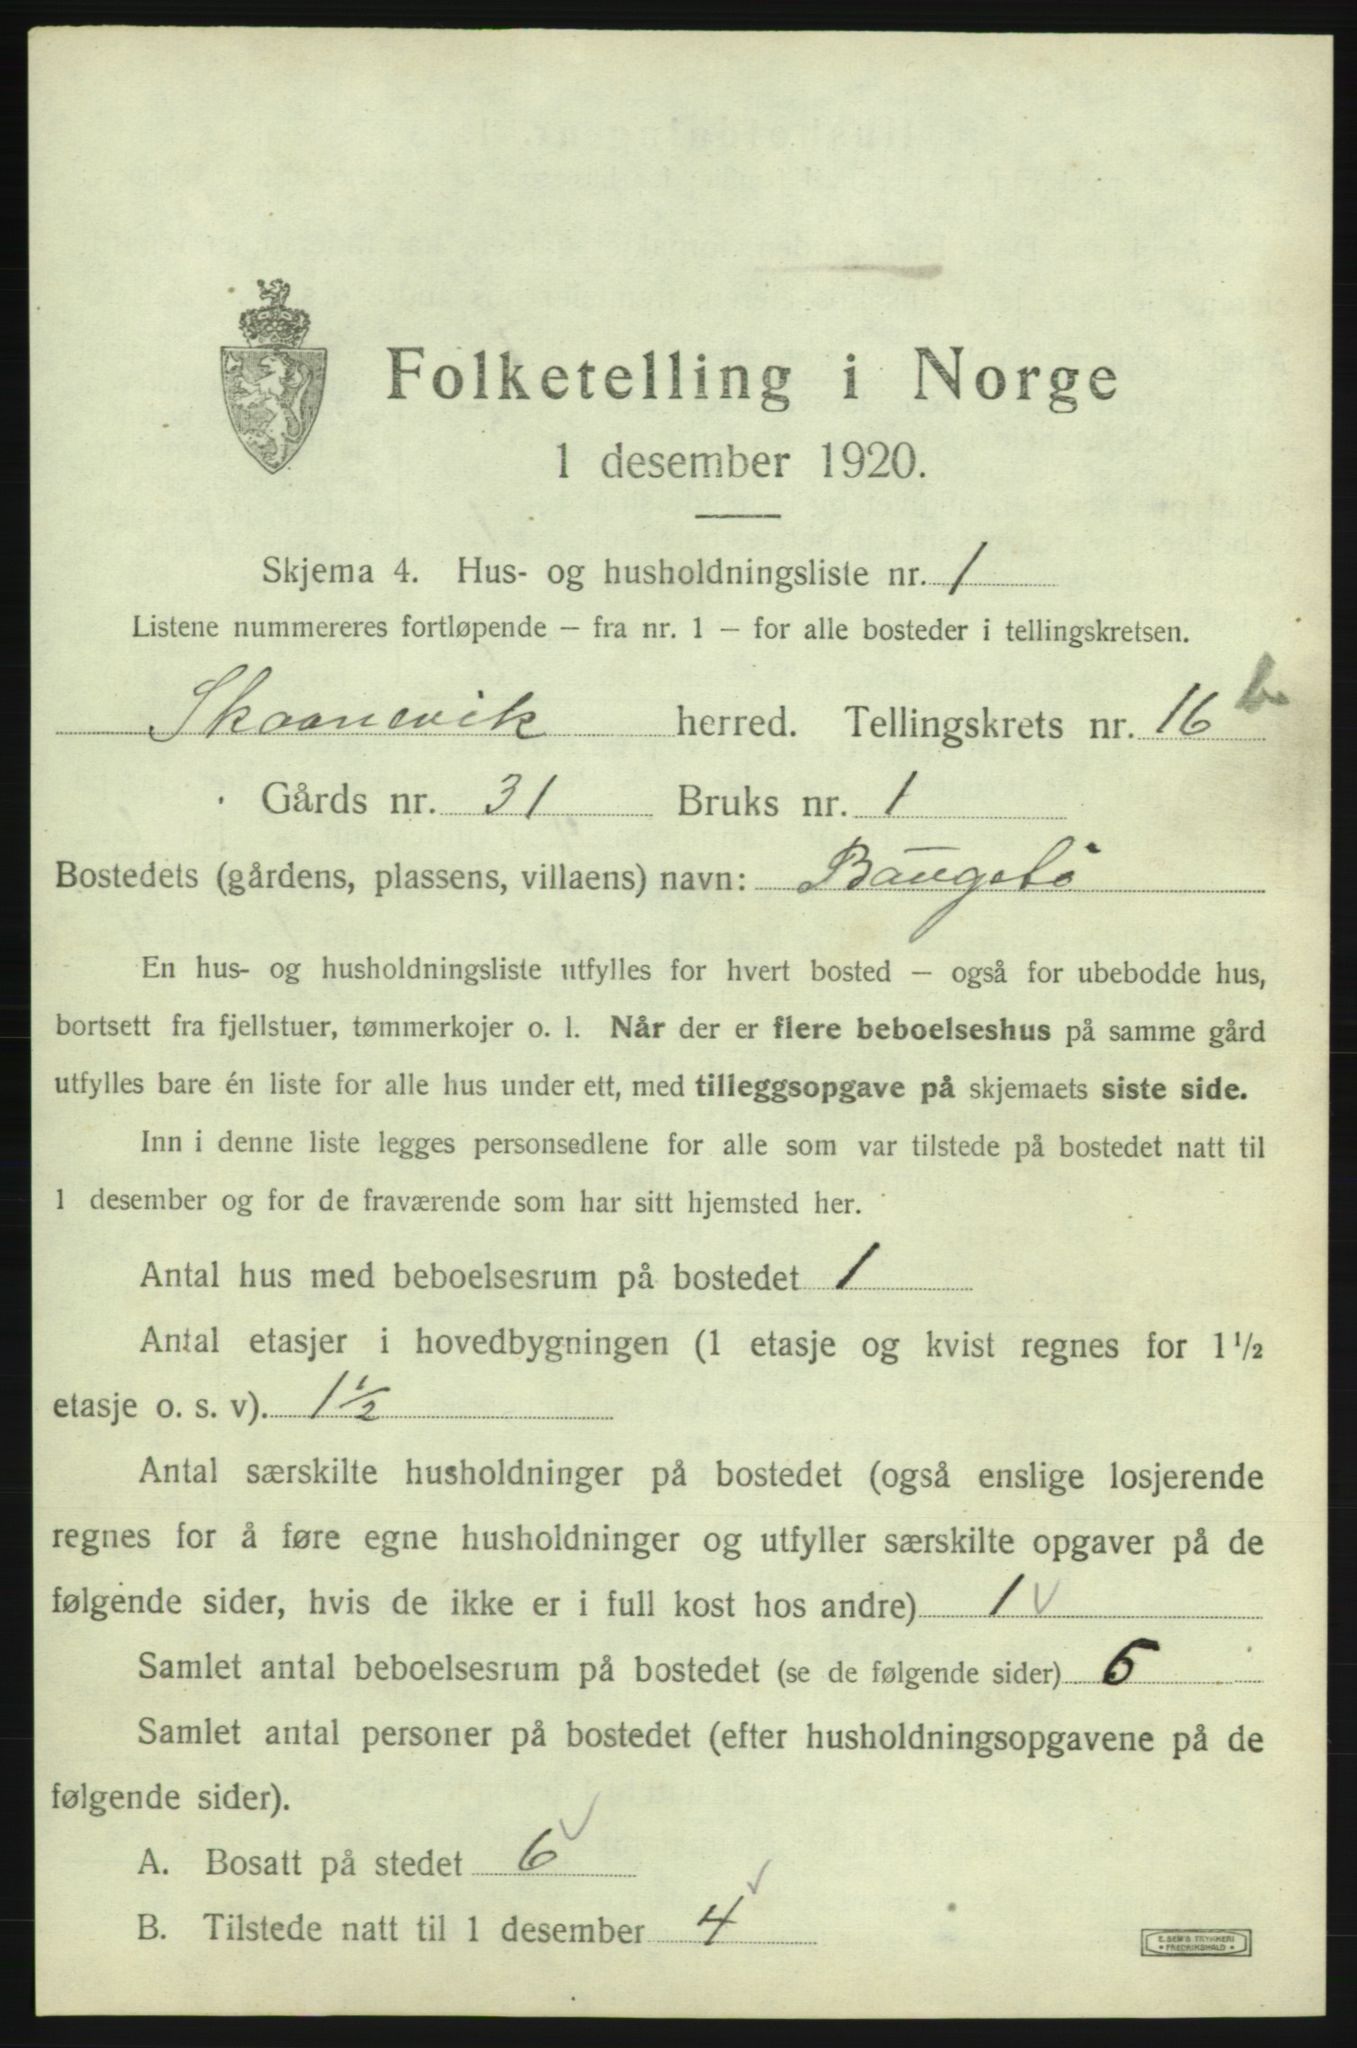 Folketelling i Norge
1 desember 1920.
Skjema 4. Hus- og husholdningsliste nr. 1
Listene nummereres fortløpende – fra nr. 1 – for alle bosteder i tellingskretsen.
Skaanevik herred. Tellingskrets nr. 16 b
Gårds nr. 31 Bruks nr. 1
Bostedets (gårdens, plassens, villaens) navn: Baugstø
En hus- og husholdningsliste utfylles for hvert bosted – også for ubebodde hus,
bortsett fra fjellstuer, tømmerkojer o. l. Når der er flere beboelseshus på samme gård
utfylles bare én liste for alle hus under ett, med tilleggsopgave på skjemaets siste side.
Inn i denne liste legges personsedlene for alle som var tilstede på bostedet natt til
1 desember og for de fraværende som har sitt hjemsted her.
Antal hus med beboelsesrum på bostedet 1
Antal etasjer i hovedbygningen (1 etasje og kvist regnes for 1 1/2
etasje o. s. v). 1 1/2
Antal særskilte husholdninger på bostedet (også enslige losjerende
regnes for å føre egne husholdninger og utfyller særskilte opgaver på de
følgende sider, hvis de ikke er i full kost hos andre) 1 ✓
Samlet antal beboelsesrum på bostedet (se de følgende sider)
Samlet antal personer på bostedet (efter husholdningsopgavene på de
følgende sider).
A. Bosatt på stedet 6 ✓
B. Tilstede natt til 1 desember 4 ✓
E. SEM'S TRYKKERI
• FREDRIKSHALD •